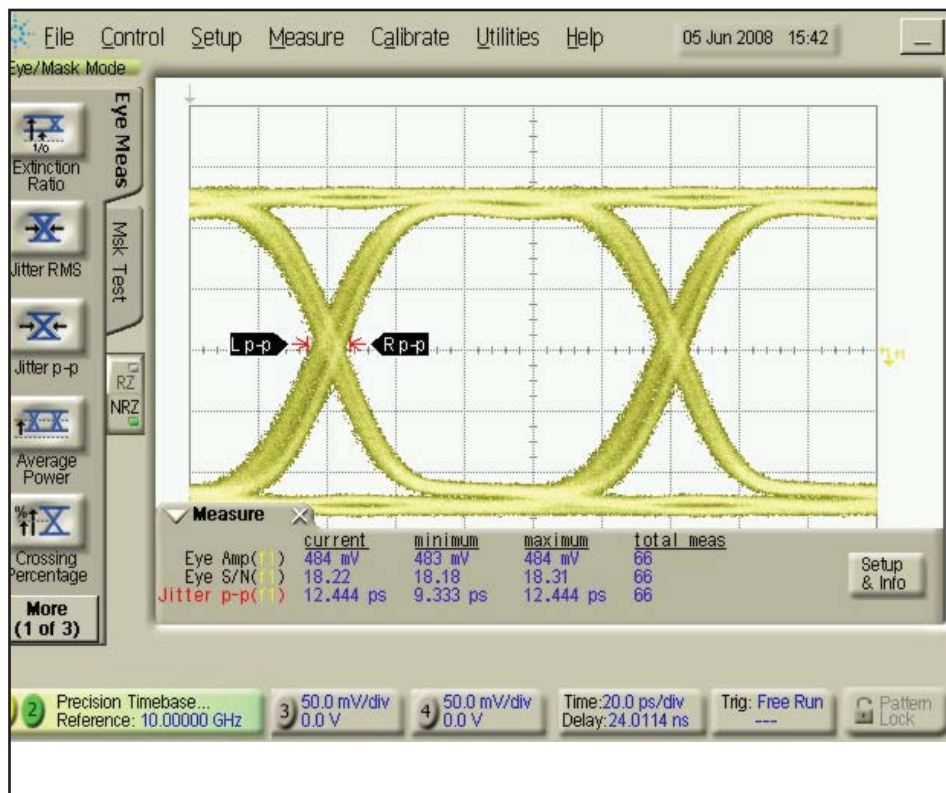 File Control Setup Measure Calibrate Utilities Help 05 Jun 2008 15:42
Eye/Mask Mode
Eye Meas
Msk Test
1/0
Extinction
Ratio
Jitter RMS
Jitter p-p
RZ
NRZ
Average
Power
%
Crossing
Percentage
More
(1 of 3)
L p-p
R p-p
f1
Measure
current minimum maximum total meas
Eye Amp(f1) 484 mV 483 mV 484 mV 66
Eye S/N(f1) 18.22 18.18 18.31 66
Jitter p-p(f1) 12.444 ps 9.333 ps 12.444 ps 66
Setup
& Info
2
Precision Timebase...
Reference: 10.00000 GHz
3
50.0 mV/div
0.0 V
4
50.0 mV/div
0.0 V
Time:20.0 ps/div
Delay:24.0114 ns
Trig: Free Run
---
Pattern
Lock